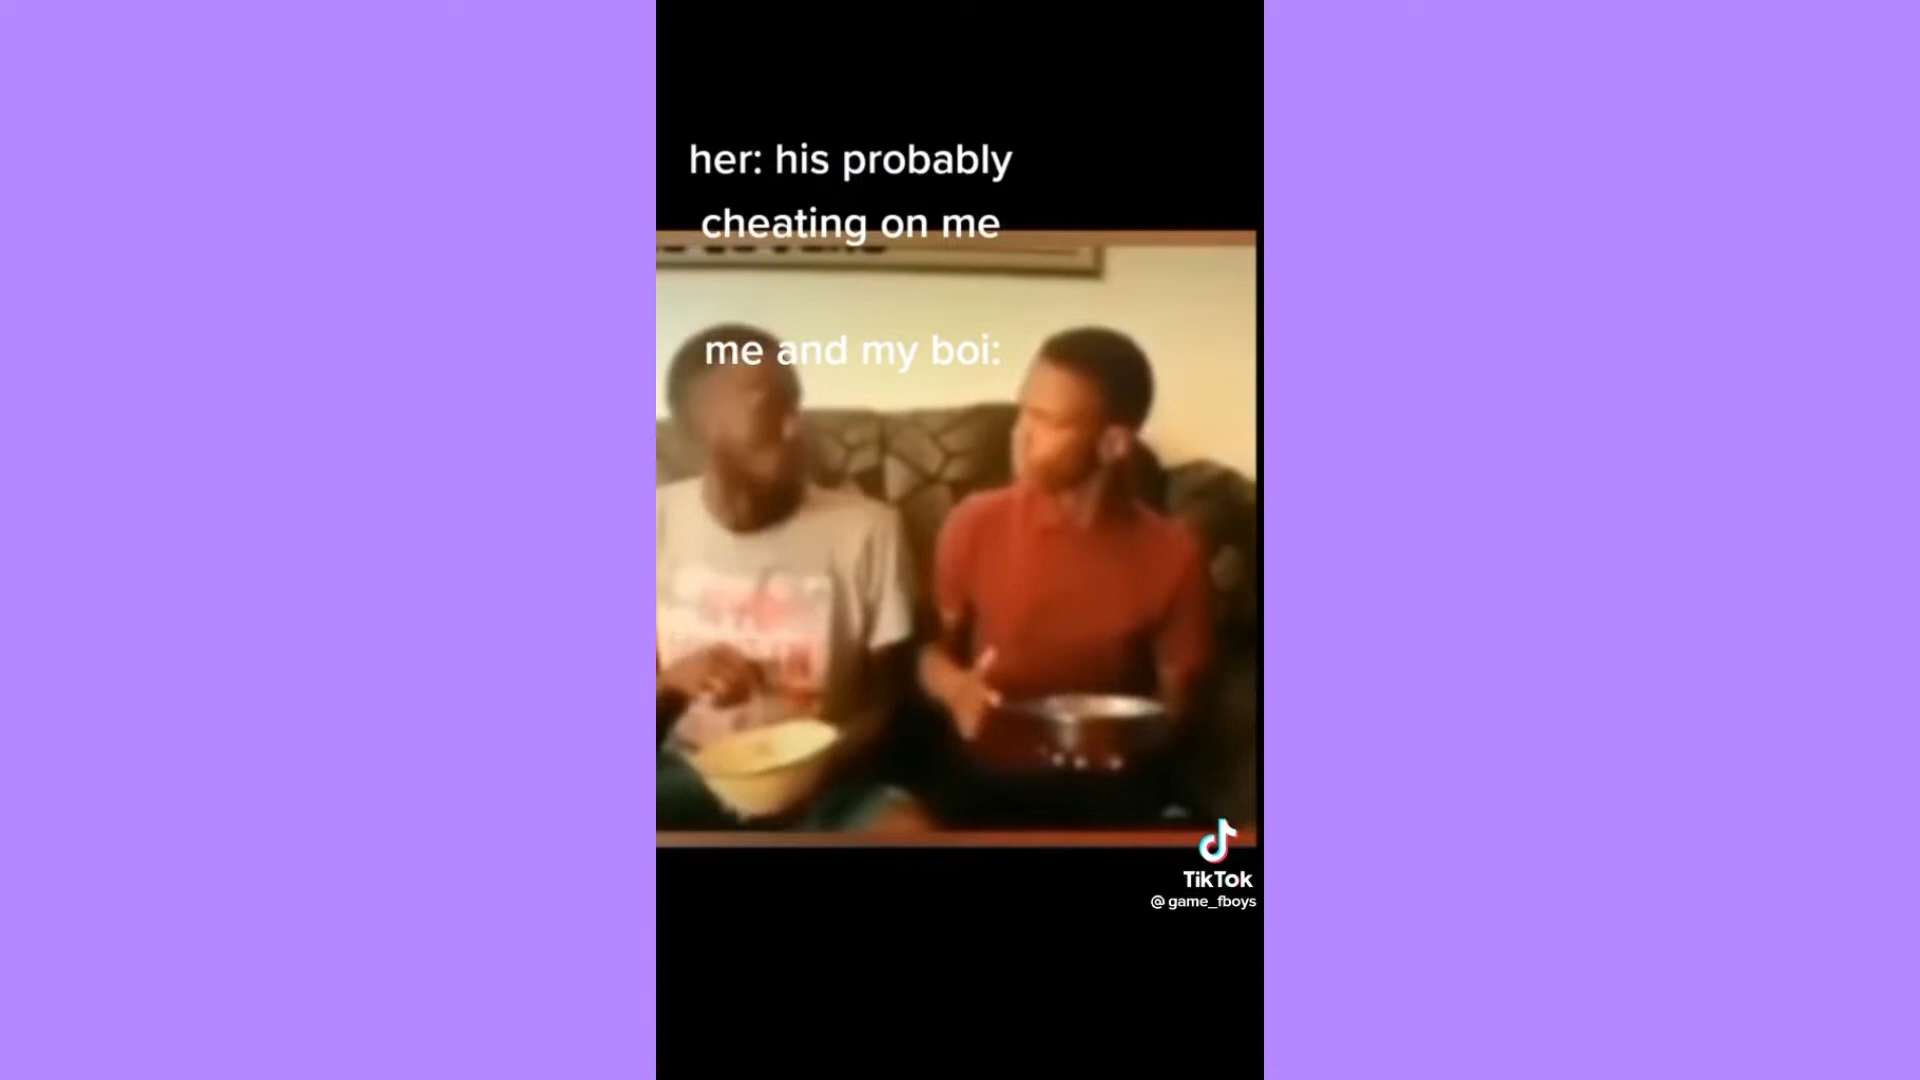 her: his probably
cheating on me
me and my boi:
TikTok
@game_fboys